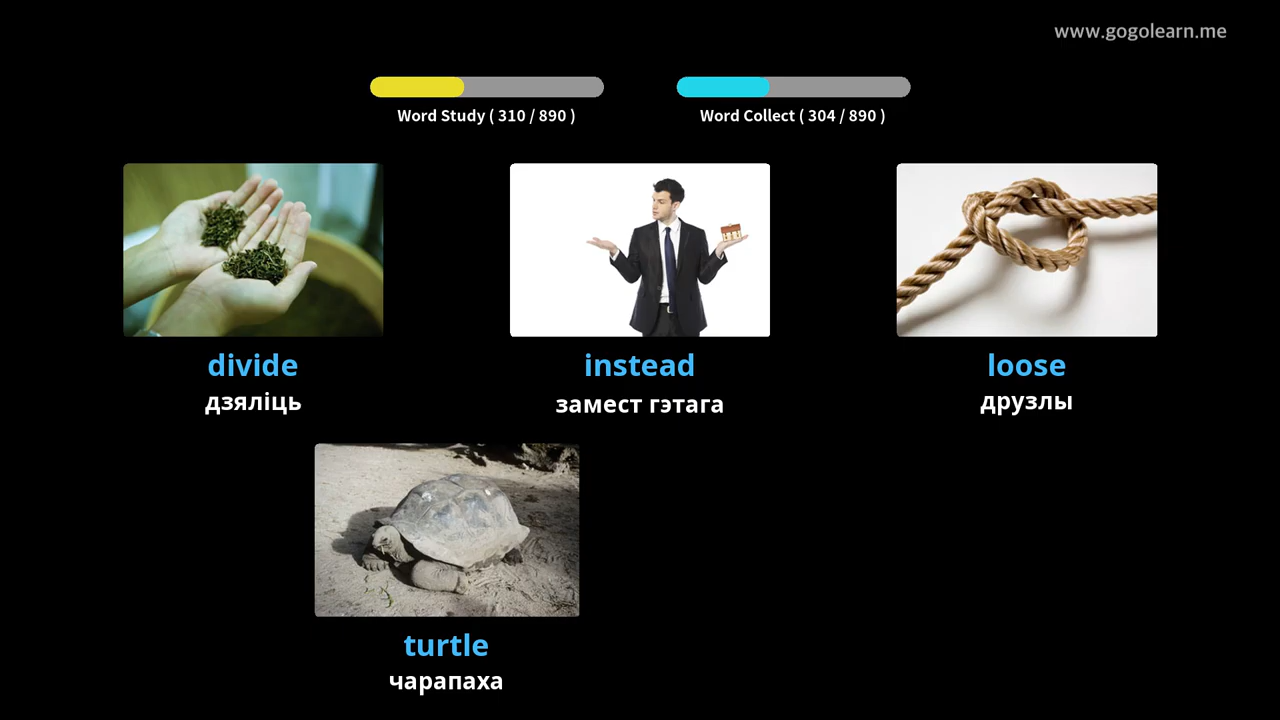 www.gogolearn.me
Word Study ( 310 / 890 )
Word Collect ( 304 / 890 )
divide
дзяліць
instead
замест гэтага
loose
друзлы
turtle
чарапаха